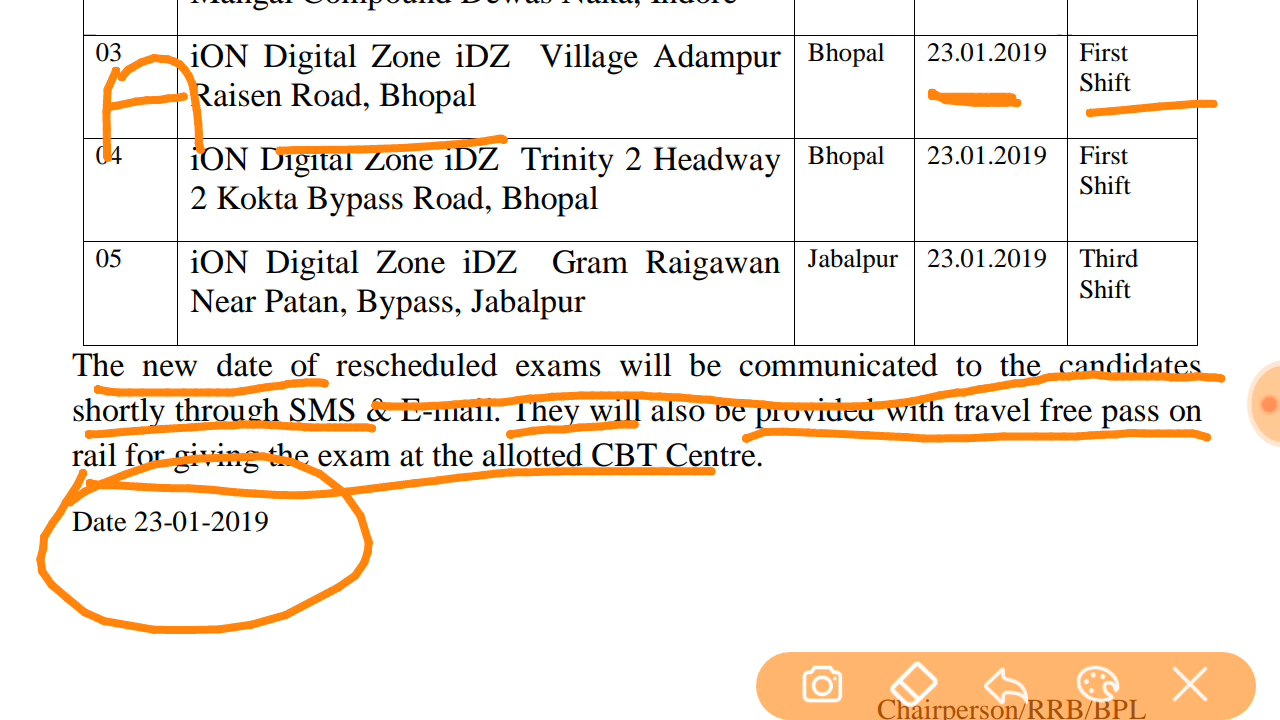 Mangal Compound Dewas Naka, Indore
03 iON Digital Zone iDZ Village Adampur Bhopal 23.01.2019 First
Raisen Road, Bhopal Shift
04 iON Digital Zone iDZ Trinity 2 Headway Bhopal 23.01.2019 First
2 Kokta Bypass Road, Bhopal Shift
05 iON Digital Zone iDZ Gram Raigawan Jabalpur 23.01.2019 Third
Near Patan, Bypass, Jabalpur Shift
The new date of rescheduled exams will be communicated to the candidates
shortly through SMS & E-mail. They will also be provided with travel free pass on
rail for giving the exam at the allotted CBT Centre.
Date 23-01-2019
Chairperson/RRB/BPL